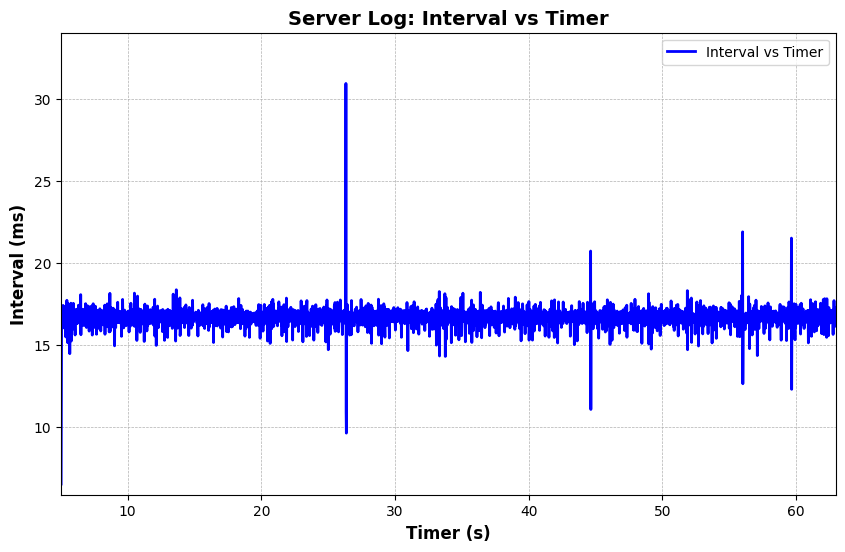 Server Log: Interval vs Timer
Interval vs Timer
Interval (ms)
30
25
20
15
10
10 20 30 40 50 60
Timer (s)